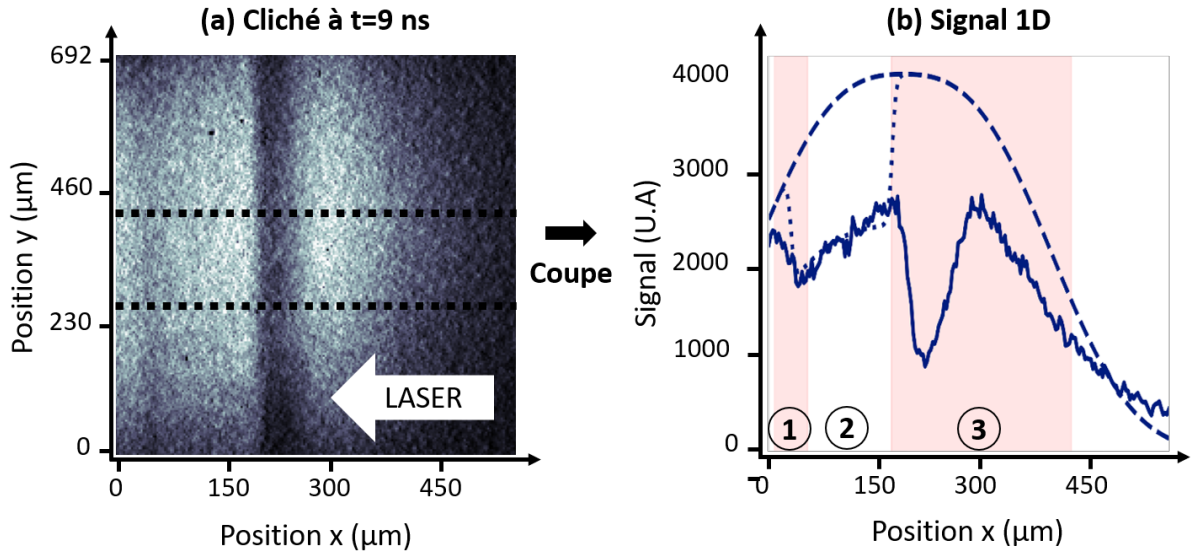 (a) Cliché à t=9 ns
692
460
230
0
Position y (µm)
LASER
0
150
300
450
Position x (µm)
Coupe
(b) Signal 1D
4000
3000
2000
1000
0
Signal (U.A)
1
2
3
0
150
300
450
Position x (µm)